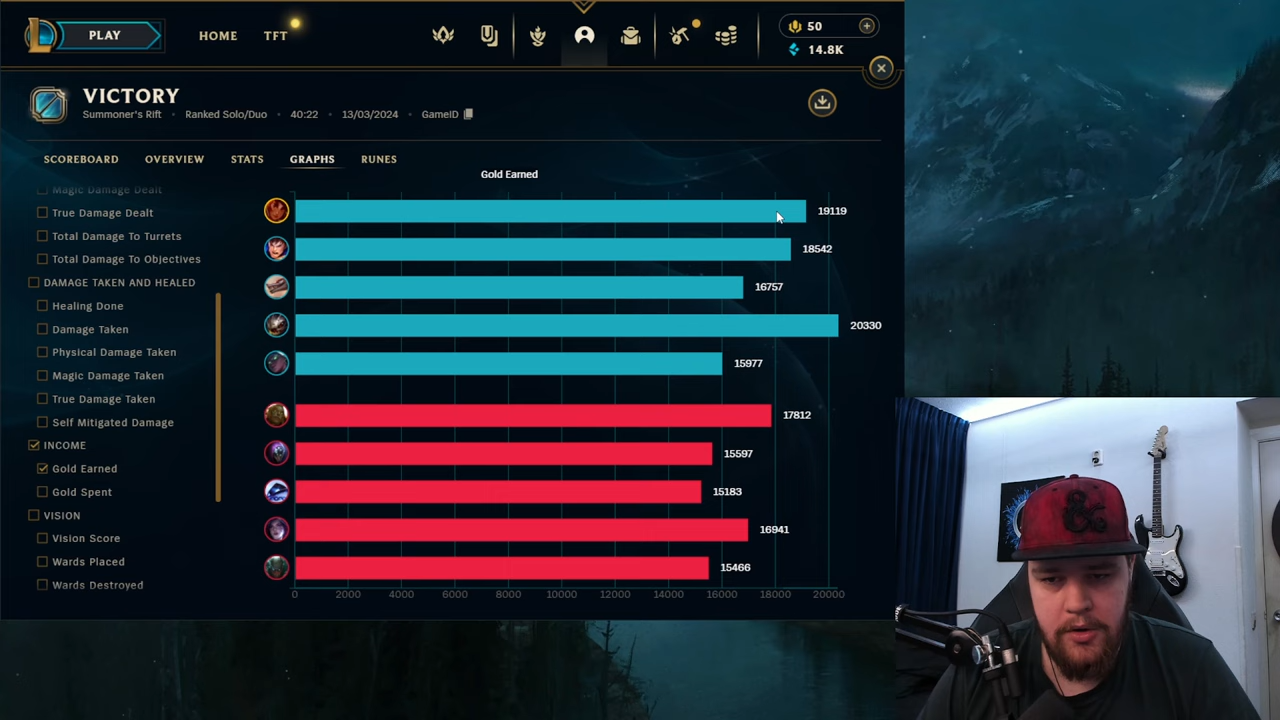 PLAY
HOME
TFT
50
14.8K
VICTORY
Summoner's Rift • Ranked Solo/Duo • 40:22 • 13/03/2024 • GameID
SCOREBOARD
OVERVIEW
STATS
GRAPHS
RUNES
Magic Damage Dealt
True Damage Dealt
Total Damage To Turrets
Total Damage To Objectives
DAMAGE TAKEN AND HEALED
Healing Done
Damage Taken
Physical Damage Taken
Magic Damage Taken
True Damage Taken
Self Mitigated Damage
INCOME
Gold Earned
Gold Spent
VISION
Vision Score
Wards Placed
Wards Destroyed
Gold Earned
19119
18542
16757
20330
15977
17812
15597
15183
16941
15466
0 2000 4000 6000 8000 10000 12000 14000 16000 18000 20000